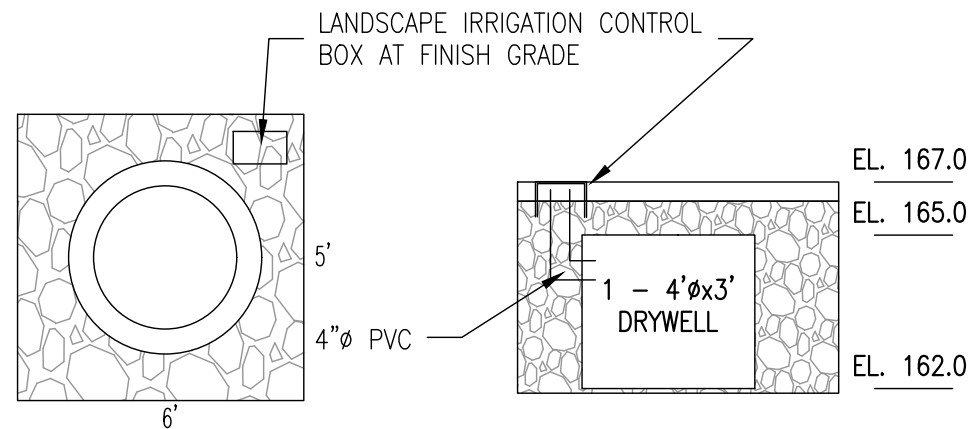 LANDSCAPE IRRIGATION CONTROL
BOX AT FINISH GRADE
EL. 167.0
EL. 165.0
5'
1 - 4'øx3'
DRYWELL
4"ø PVC
EL. 162.0
6'